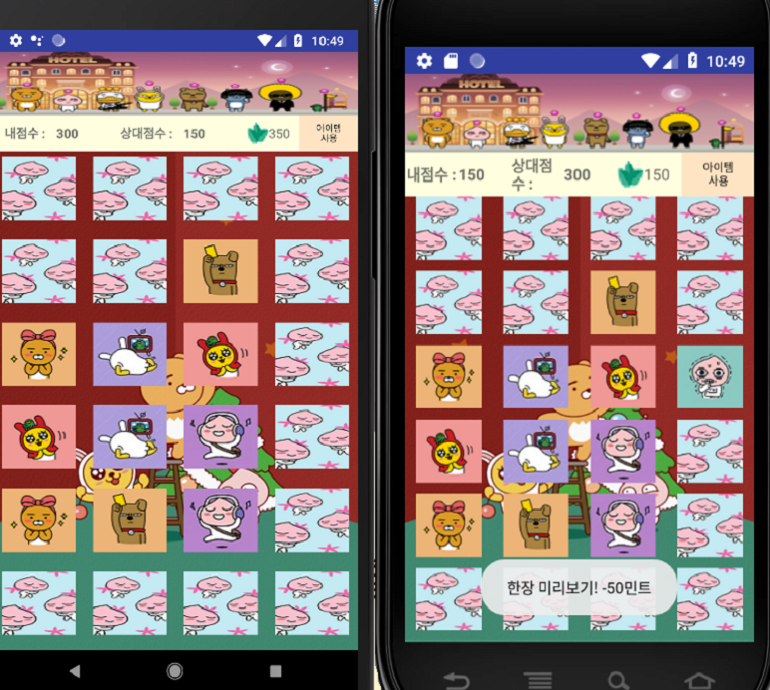 10:49
HOTEL
내점수 : 300
상대점수 : 150
350
아이템
사용
10:49
HOTEL
내점수 : 150
상대점
수 :
300
150
아이템
사용
한장 미리보기! -50민트